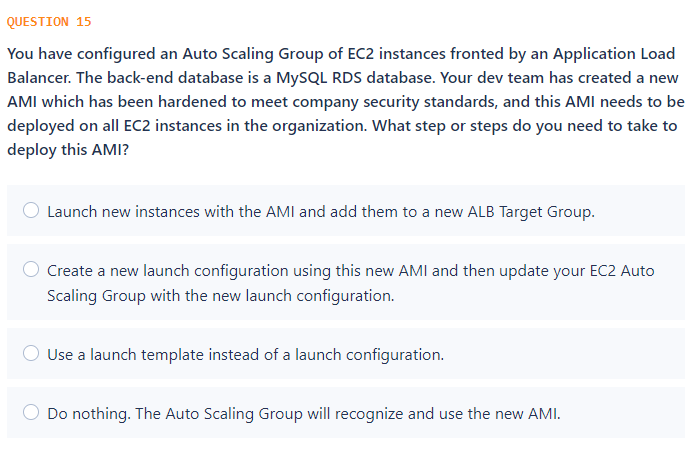 QUESTION 15
You have configured an Auto Scaling Group of EC2 instances fronted by an Application Load
Balancer. The back-end database is a MySQL RDS database. Your dev team has created a new
AMI which has been hardened to meet company security standards, and this AMI needs to be
deployed on all EC2 instances in the organization. What step or steps do you need to take to
deploy this AMI?
Launch new instances with the AMI and add them to a new ALB Target Group.
Create a new launch configuration using this new AMI and then update your EC2 Auto
Scaling Group with the new launch configuration.
Use a launch template instead of a launch configuration.
Do nothing. The Auto Scaling Group will recognize and use the new AMI.